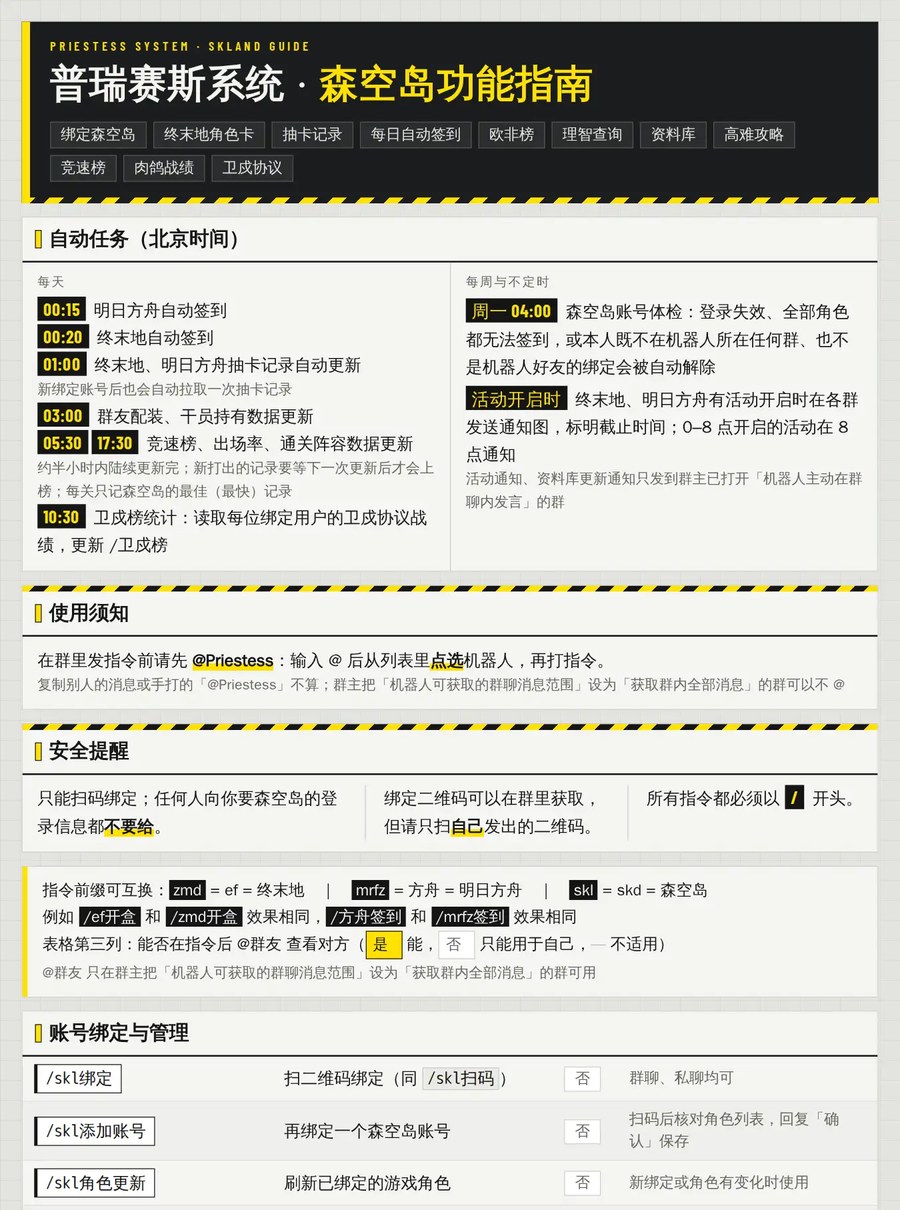 PRIESTESS SYSTEM · SKLAND GUIDE
普瑞赛斯系统 · 森空岛功能指南
绑定森空岛 终末地角色卡 抽卡记录 每日自动签到 欧非榜 理智查询 资料库 高难攻略
竞速榜 肉鸽战绩 卫戍协议
自动任务（北京时间）
每天
00:15 明日方舟自动签到
00:20 终末地自动签到
01:00 终末地、明日方舟抽卡记录自动更新
新绑定账号后也会自动拉取一次抽卡记录
03:00 群友配装、干员持有数据更新
05:30 17:30 竞速榜、出场率、通关阵容数据更新
约半小时内陆续更新完；新打出的记录要等下一次更新后才会上
榜；每关只记森空岛的最佳（最快）记录
10:30 卫戍榜统计：读取每位绑定用户的卫戍协议战
绩，更新 /卫戍榜
每周与不定时
周一 04:00 森空岛账号体检：登录失效、全部角色
都无法签到，或本人既不在机器人所在任何群、也不
是机器人好友的绑定会被自动解除
活动开启时 终末地、明日方舟有活动开启时在各群
发送通知图，标明截止时间；0–8 点开启的活动在 8
点通知
活动通知、资料库更新通知只发到群主已打开「机器人主动在群
聊内发言」的群
使用须知
在群里发指令前请先 @Priestess：输入 @ 后从列表里点选机器人，再打指令。
复制别人的消息或手打的「@Priestess」不算；群主把「机器人可获取的群聊消息范围」设为「获取群内全部消息」的群可以不 @
安全提醒
只能扫码绑定；任何人向你要森空岛的登
录信息都不要给。
绑定二维码可以在群里获取，
但请只扫自己发出的二维码。
所有指令都必须以 / 开头。
指令前缀可互换：zmd = ef = 终末地 ｜ mrfz = 方舟 = 明日方舟 ｜ skl = skd = 森空岛
例如 /ef开盒 和 /zmd开盒 效果相同，/方舟签到 和 /mrfz签到 效果相同
表格第三列：能否在指令后 @群友 查看对方（是 能，否 只能用于自己，— 不适用）
@群友 只在群主把「机器人可获取的群聊消息范围」设为「获取群内全部消息」的群可用
账号绑定与管理
/skl绑定 扫二维码绑定（同 /skl扫码） 否 群聊、私聊均可
/skl添加账号 再绑定一个森空岛账号 否 扫码后核对角色列表，回复「确
认」保存
/skl角色更新 刷新已绑定的游戏角色 否 新绑定或角色有变化时使用